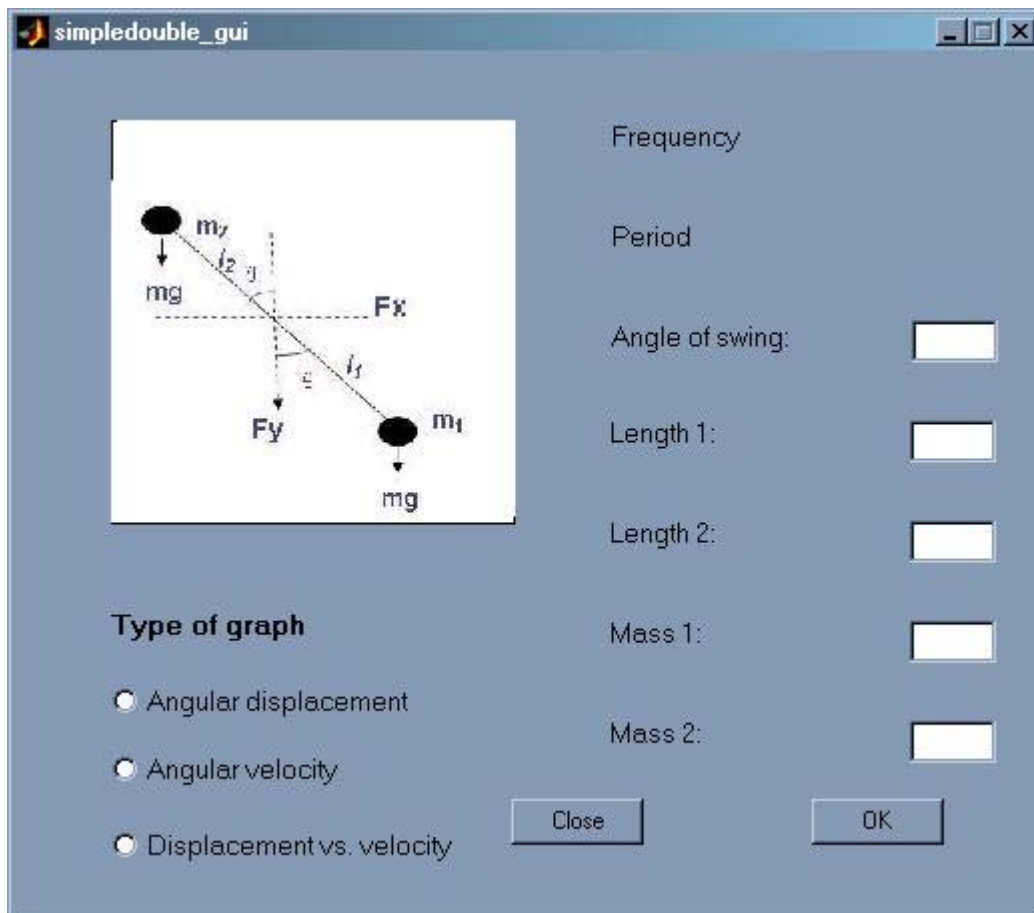 simpledouble_gui
m2
l2
mg
Fx
l1
Fy
m1
mg
Frequency
Period
Angle of swing:
Length 1:
Length 2:
Mass 1:
Mass 2:
Type of graph
Angular displacement
Angular velocity
Displacement vs. velocity
Close
OK